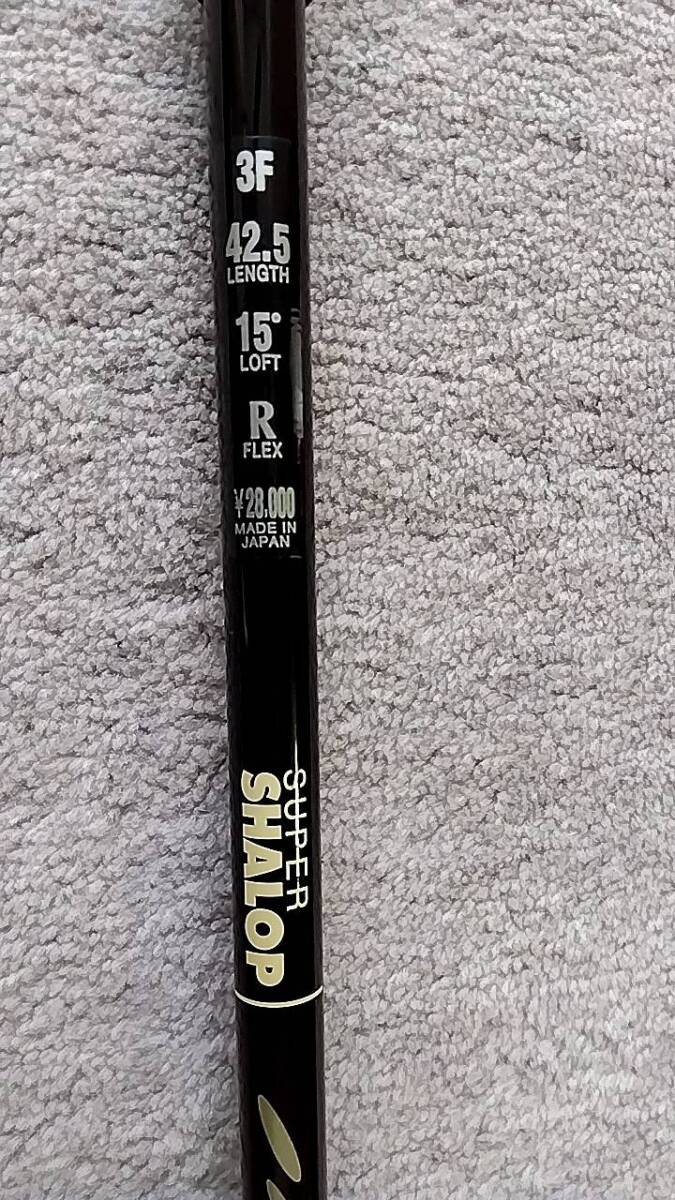 3F
42.5
LENGTH
15°
LOFT
R
FLEX
¥28,000
MADE IN
JAPAN
SUPER
SHALOP